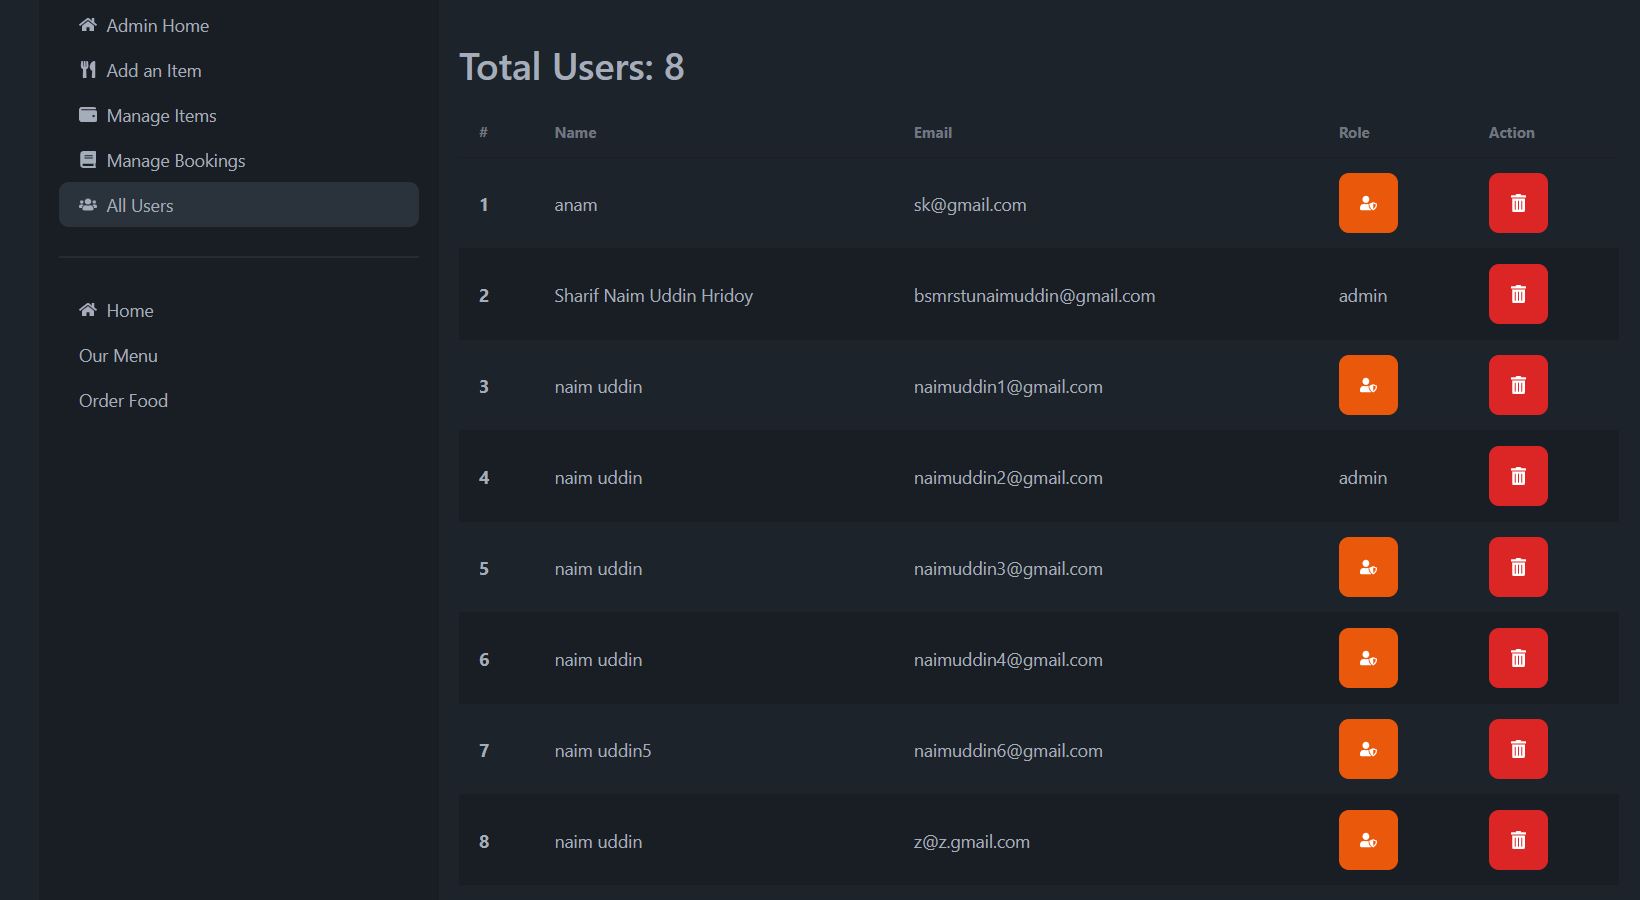 Admin Home
Add an Item
Manage Items
Manage Bookings
All Users
Home
Our Menu
Order Food
Total Users: 8
# Name Email Role Action
1 anam sk@gmail.com
2 Sharif Naim Uddin Hridoy bsmrstunaimuddin@gmail.com admin
3 naim uddin naimuddin1@gmail.com
4 naim uddin naimuddin2@gmail.com admin
5 naim uddin naimuddin3@gmail.com
6 naim uddin naimuddin4@gmail.com
7 naim uddin5 naimuddin6@gmail.com
8 naim uddin z@z.gmail.com